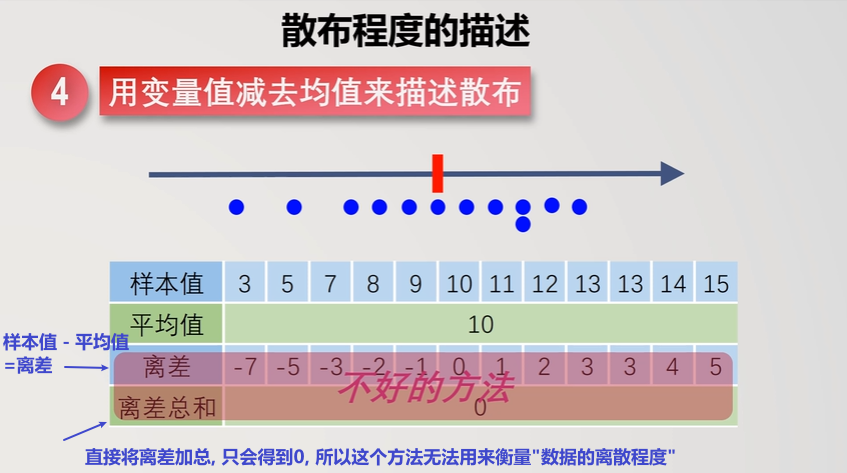 散布程度的描述
4 用变量值减去均值来描述散布
样本值 3 5 7 8 9 10 11 12 13 13 14 15
平均值 10
样本值 - 平均值
=离差
离差 -7 -5 -3 -2 -1 0 1 2 3 3 4 5
不好的方法
离差总和 0
直接将离差加总, 只会得到0, 所以这个方法无法用来衡量"数据的离散程度"